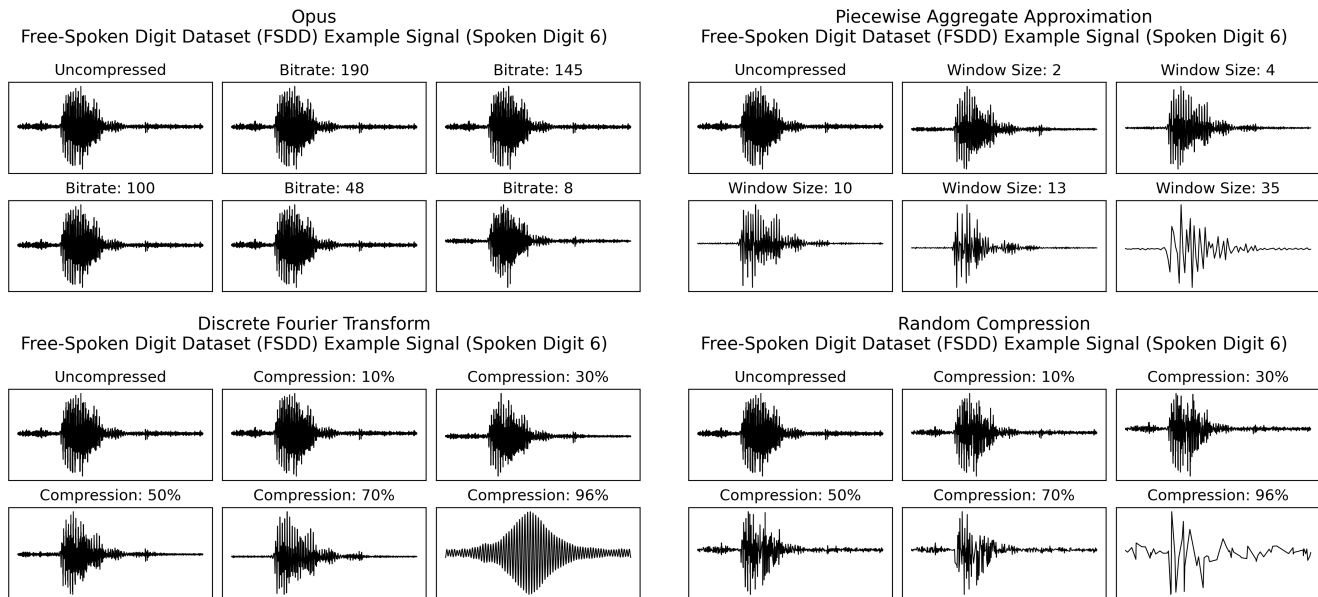 Opus
Free-Spoken Digit Dataset (FSDD) Example Signal (Spoken Digit 6)
Uncompressed
Bitrate: 190
Bitrate: 145
Bitrate: 100
Bitrate: 48
Bitrate: 8
Piecewise Aggregate Approximation
Free-Spoken Digit Dataset (FSDD) Example Signal (Spoken Digit 6)
Uncompressed
Window Size: 2
Window Size: 4
Window Size: 10
Window Size: 13
Window Size: 35
Discrete Fourier Transform
Free-Spoken Digit Dataset (FSDD) Example Signal (Spoken Digit 6)
Uncompressed
Compression: 10%
Compression: 30%
Compression: 50%
Compression: 70%
Compression: 96%
Random Compression
Free-Spoken Digit Dataset (FSDD) Example Signal (Spoken Digit 6)
Uncompressed
Compression: 10%
Compression: 30%
Compression: 50%
Compression: 70%
Compression: 96%